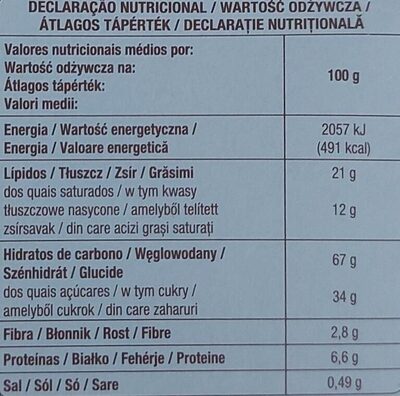 DECLARAÇÃO NUTRICIONAL / WARTOŚĆ ODŻYWCZA /
ÁTLAGOS TÁPÉRTÉK / DECLARAȚIE NUTRIȚIONALĂ
Valores nutricionais médios por:
Wartość odżywcza na:
Átlagos tápérték:
Valori medii:
100 g
Energia / Wartość energetyczna /
Energia / Valoare energetică
2057 kJ
(491 kcal)
Lípidos / Tłuszcz / Zsír / Grăsimi
21 g
dos quais saturados / w tym kwasy
tłuszczowe nasycone / amelyből telített
zsírsavak / din care acizi grași saturați
12 g
Hidratos de carbono / Węglowodany /
Szénhidrát / Glucide
67 g
dos quais açúcares / w tym cukry /
amelyből cukrok / din care zaharuri
34 g
Fibra / Błonnik / Rost / Fibre
2,8 g
Proteínas / Białko / Fehérje / Proteine
6,6 g
Sal / Sól / Só / Sare
0,49 g